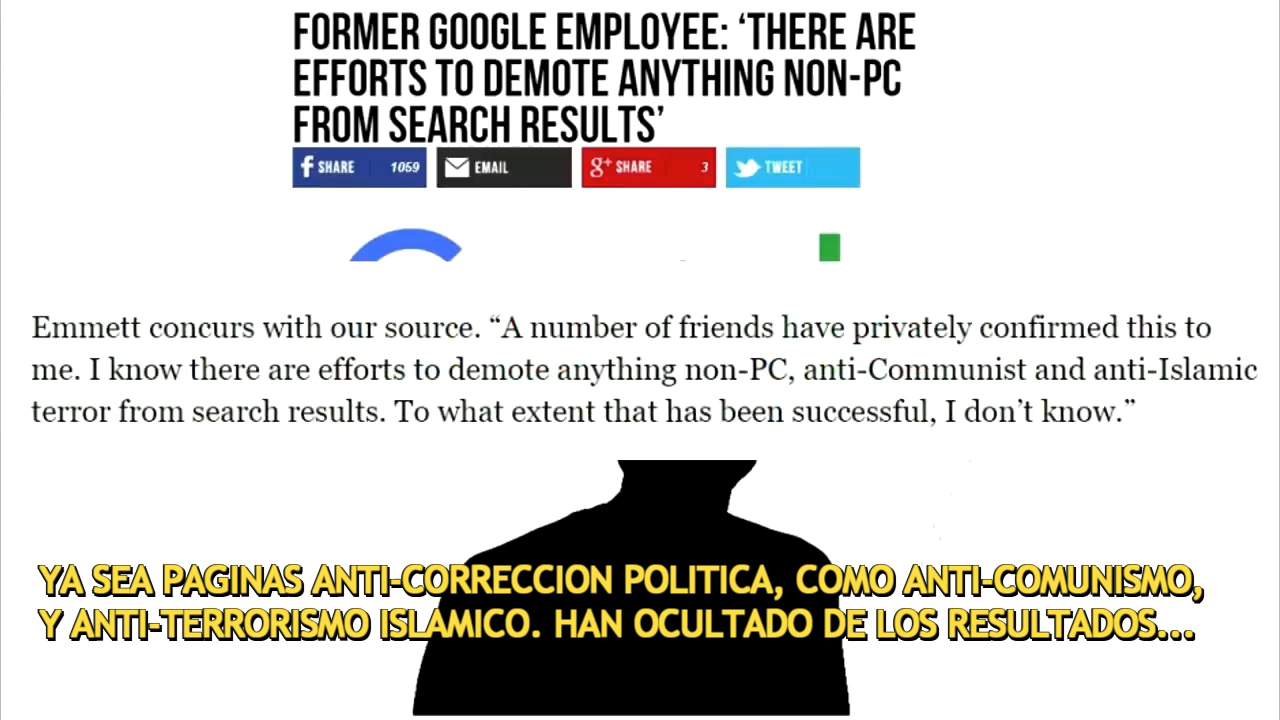 FORMER GOOGLE EMPLOYEE: ‘THERE ARE
EFFORTS TO DEMOTE ANYTHING NON-PC
FROM SEARCH RESULTS’
f SHARE 1059 EMAIL g+ SHARE 3 TWEET
Emmett concurs with our source. “A number of friends have privately confirmed this to
me. I know there are efforts to demote anything non-PC, anti-Communist and anti-Islamic
terror from search results. To what extent that has been successful, I don’t know.”
YA SEA PAGINAS ANTI-CORRECCION POLITICA, COMO ANTI-COMUNISMO,
Y ANTI-TERRORISMO ISLAMICO. HAN OCULTADO DE LOS RESULTADOS...